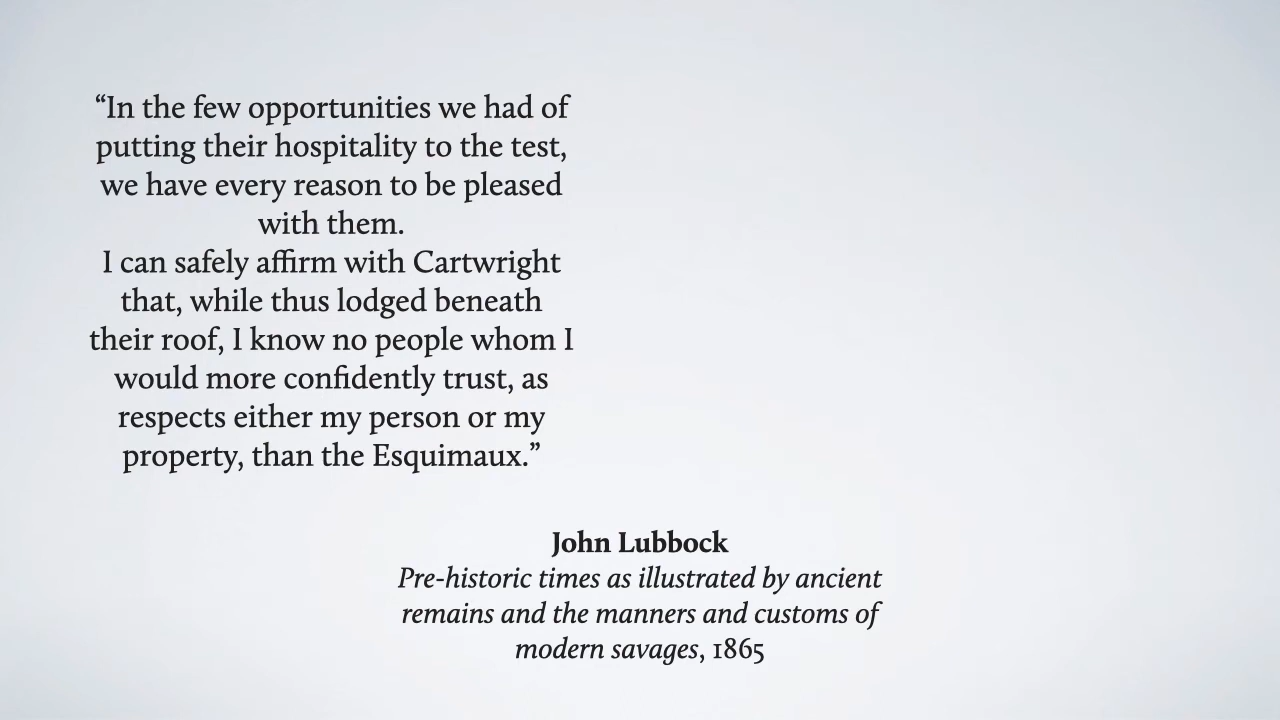 “In the few opportunities we had of
putting their hospitality to the test,
we have every reason to be pleased
with them.
I can safely affirm with Cartwright
that, while thus lodged beneath
their roof, I know no people whom I
would more confidently trust, as
respects either my person or my
property, than the Esquimaux.”
John Lubbock
Pre-historic times as illustrated by ancient
remains and the manners and customs of
modern savages, 1865